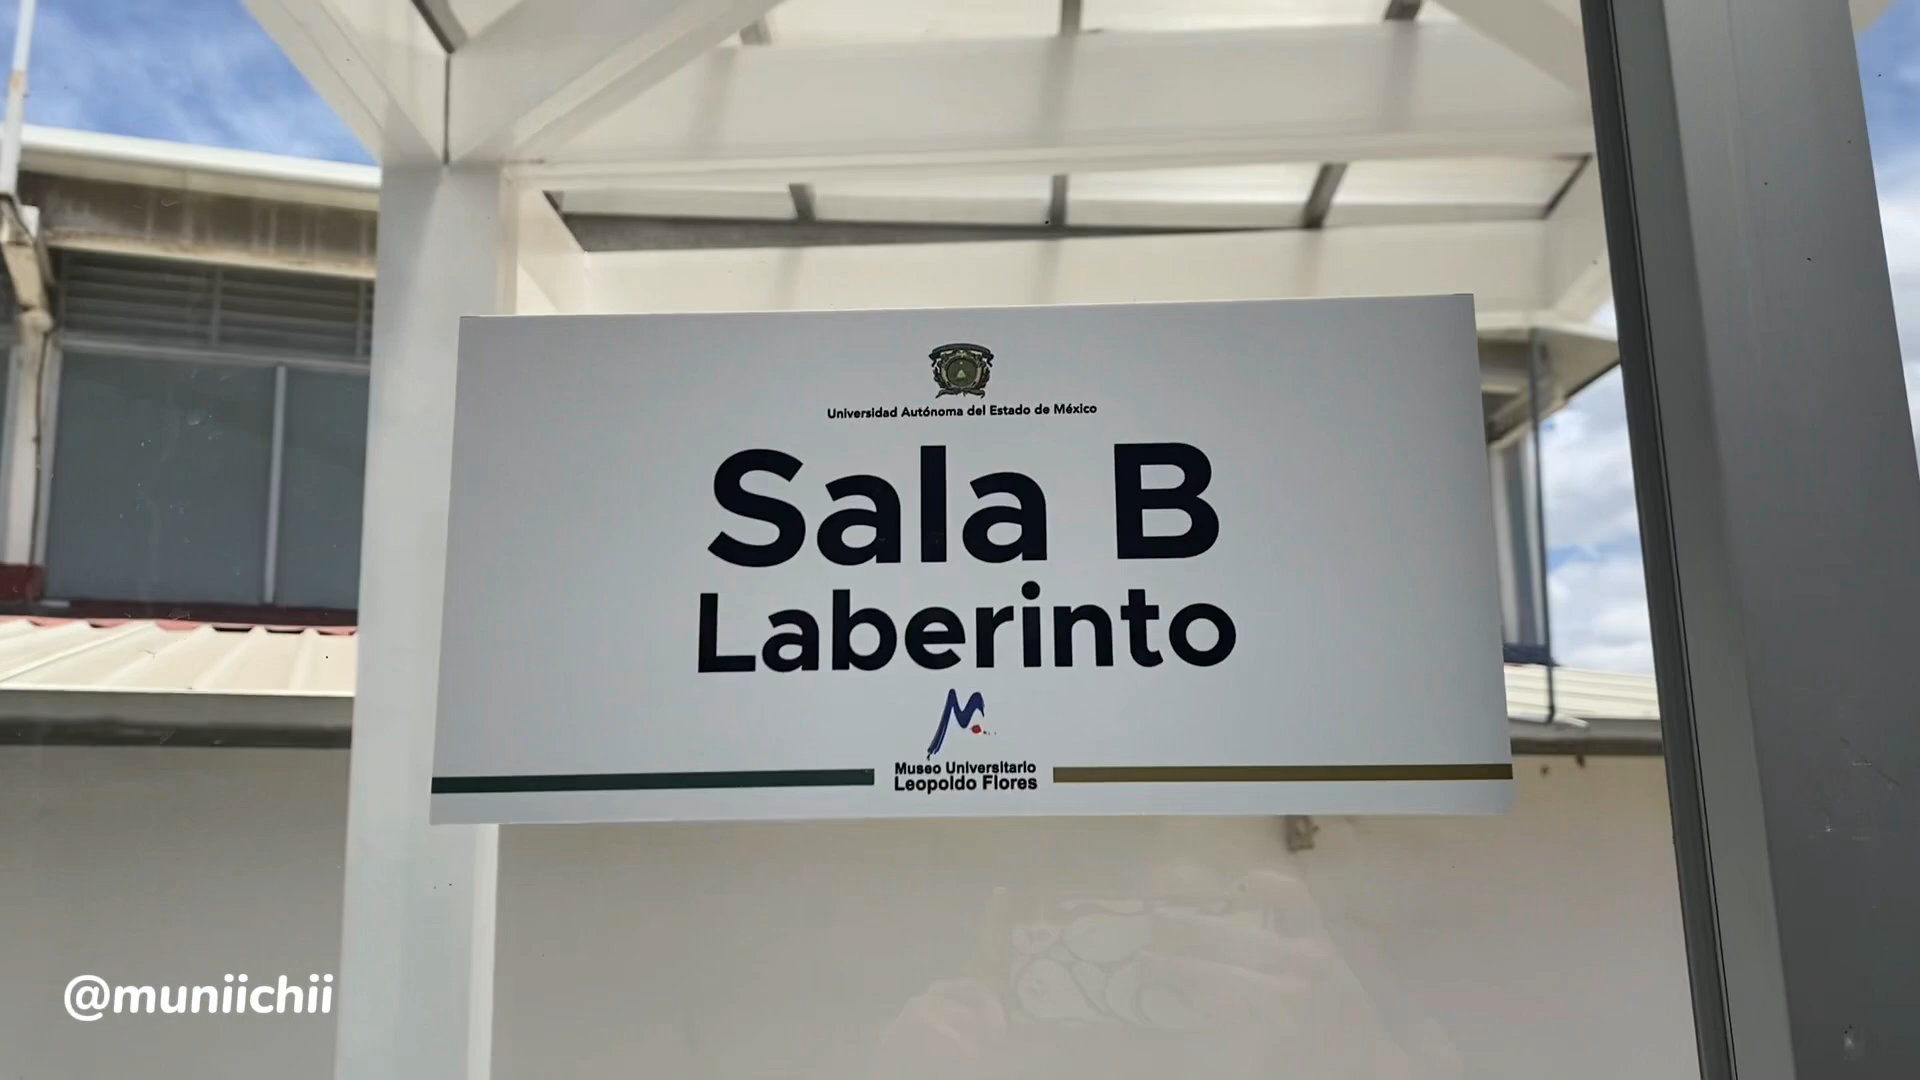 Universidad Autónoma del Estado de México
Sala B
Laberinto
Museo Universitario
Leopoldo Flores
@muniichii